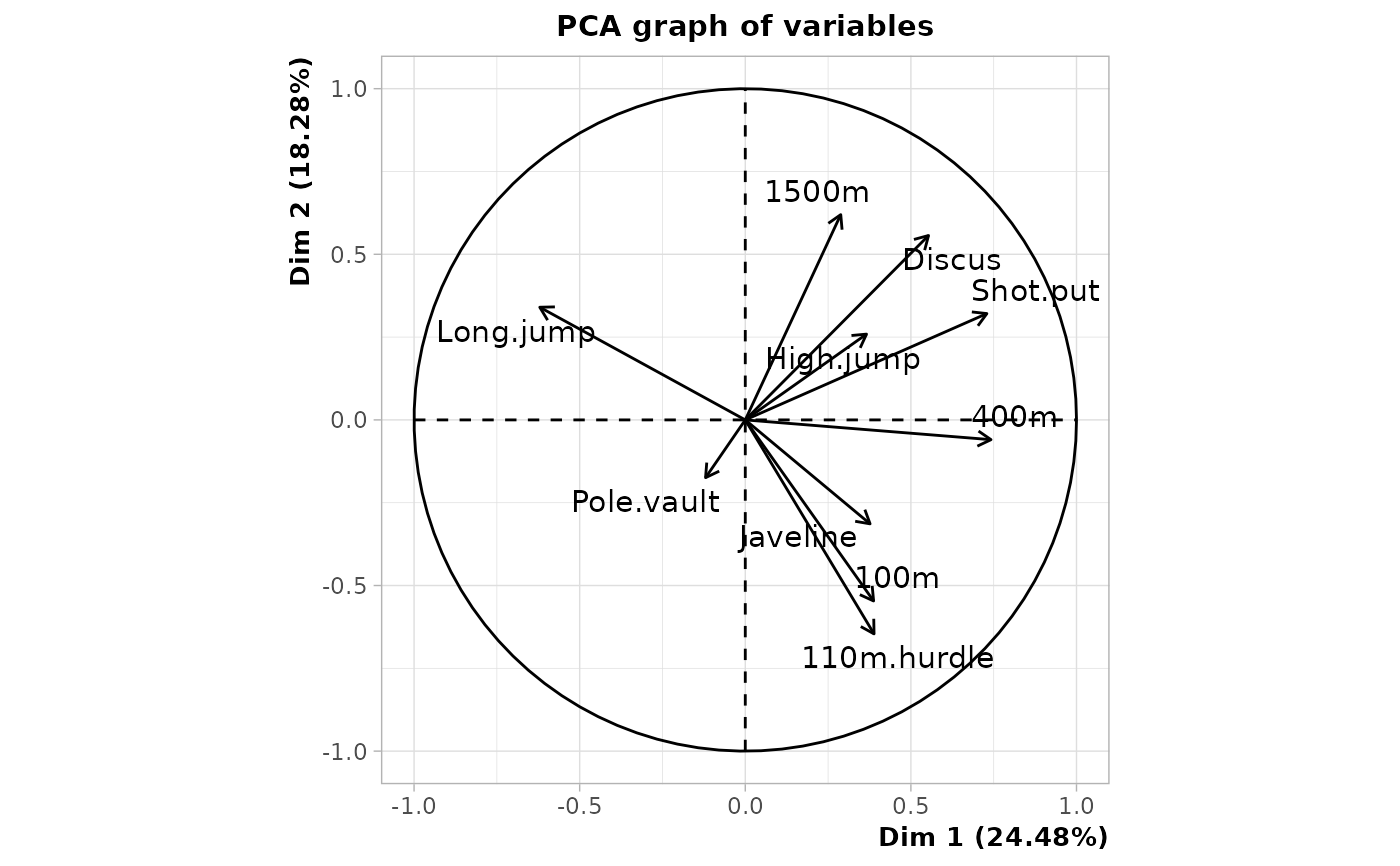 PCA graph of variables
Dim 2 (18.28%)
1.0
0.5
0.0
-0.5
-1.0
1500m
Discus
Shot.put
Long.jump
High.jump
400m
Pole.vault
Javeline
100m
110m.hurdle
-1.0
-0.5
0.0
0.5
1.0
Dim 1 (24.48%)